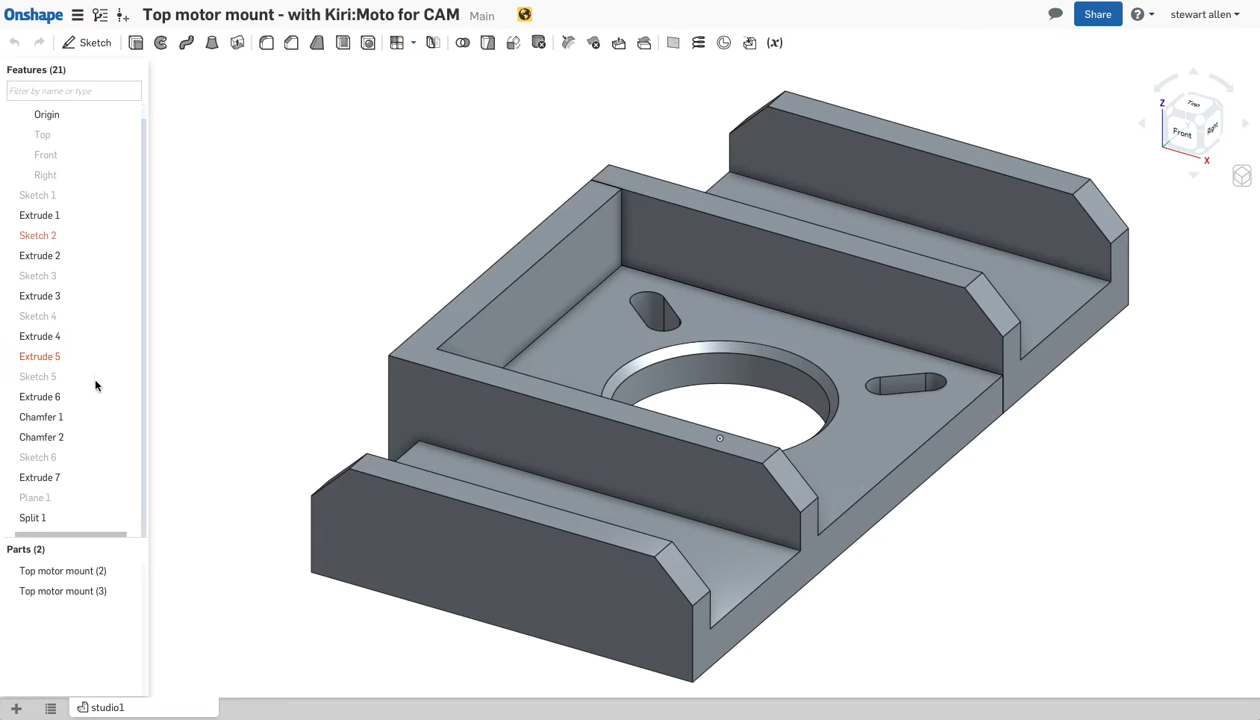 Onshape Top motor mount - with Kiri:Moto for CAM Main Share ? stewart allen
Sketch (x)
Features (21)
Filter by name or type
Origin
Top
Front
Right
Sketch 1
Extrude 1
Sketch 2
Extrude 2
Sketch 3
Extrude 3
Sketch 4
Extrude 4
Extrude 5
Sketch 5
Extrude 6
Chamfer 1
Chamfer 2
Sketch 6
Extrude 7
Plane 1
Split 1
Parts (2)
Top motor mount (2)
Top motor mount (3)
Z
Top
Front
Right
X
studio1